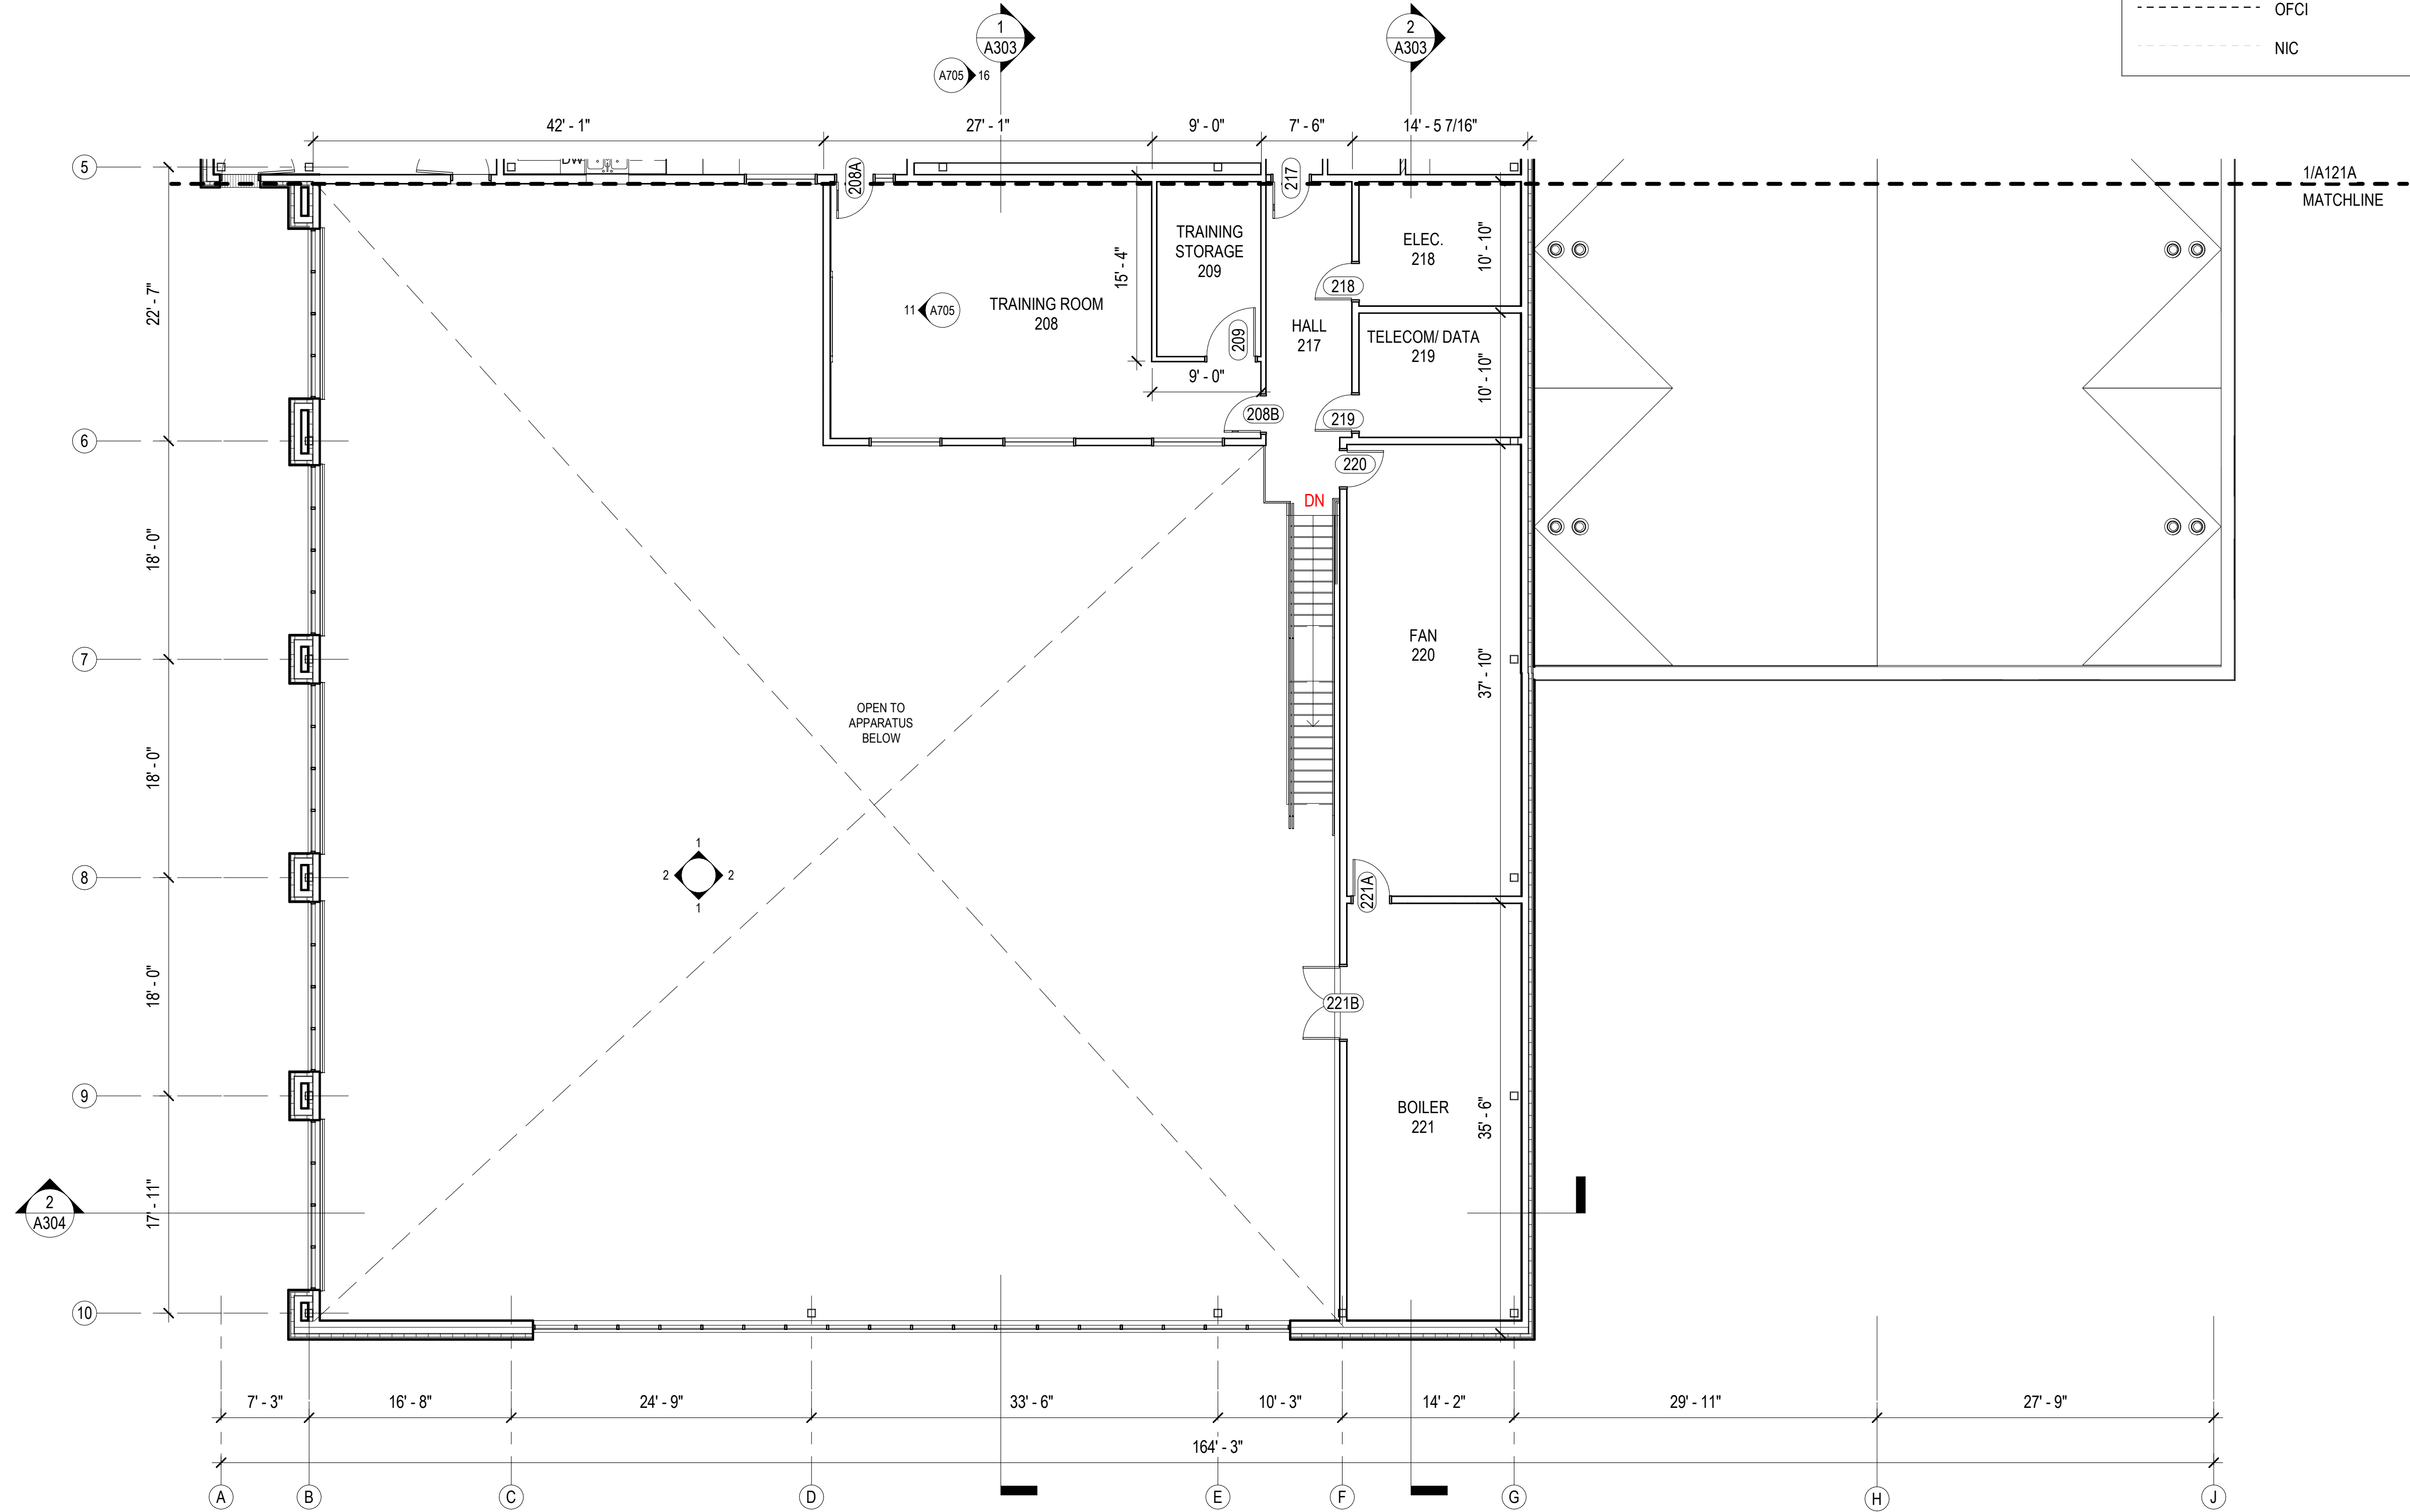 OFCI
NIC
1
A303
2
A303
A705 16
42' - 1"
27' - 1"
9' - 0"
7' - 6"
14' - 5 7/16"
5
DW
208A
217
1/A121A
MATCHLINE
22' - 7"
TRAINING
STORAGE
209
15' - 4"
ELEC.
218
10' - 10"
218
11 A705
TRAINING ROOM
208
HALL
217
209
TELECOM/ DATA
219
10' - 10"
9' - 0"
208B
219
6
220
DN
18' - 0"
7
FAN
220
37' - 10"
OPEN TO
APPARATUS
BELOW
18' - 0"
8
1
2 2
1
221A
18' - 0"
221B
9
BOILER
221
35' - 6"
17' - 11"
2
A304
10
7' - 3"
16' - 8"
24' - 9"
33' - 6"
10' - 3"
14' - 2"
29' - 11"
27' - 9"
164' - 3"
A
B
C
D
E
F
G
H
J